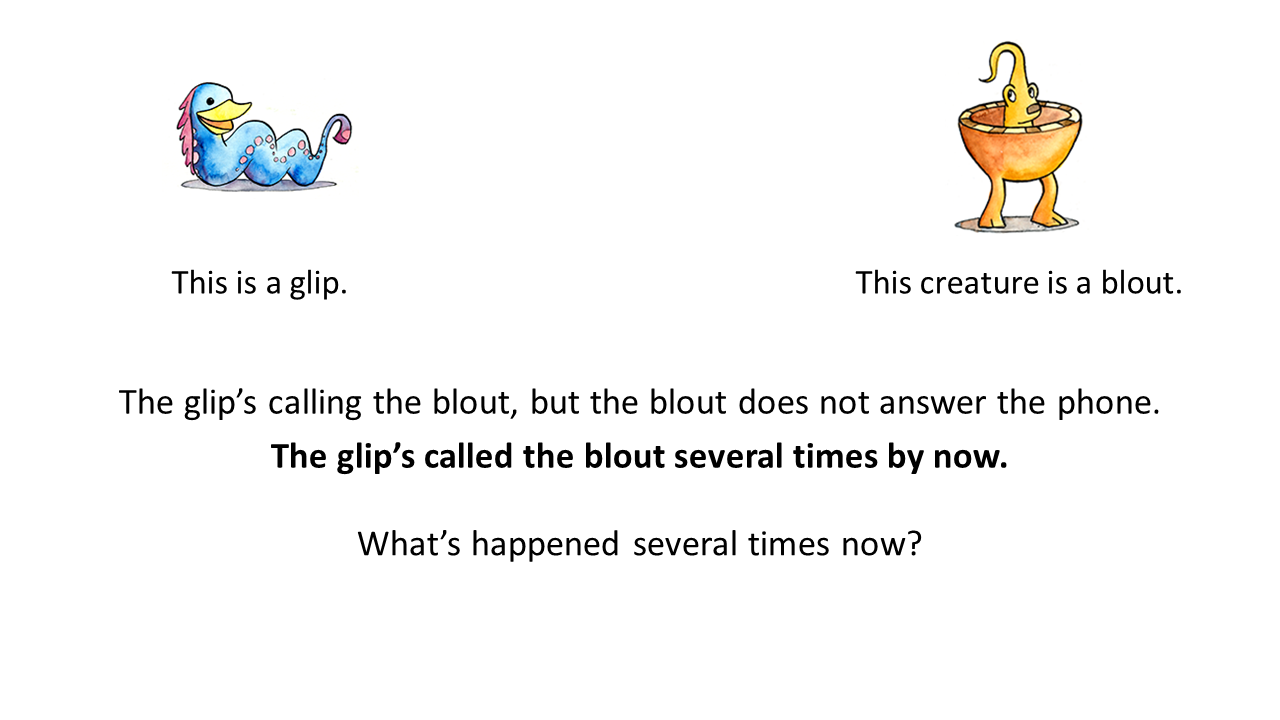 This is a glip.
This creature is a blout.
The glip’s calling the blout, but the blout does not answer the phone.
The glip’s called the blout several times by now.
What’s happened several times now?